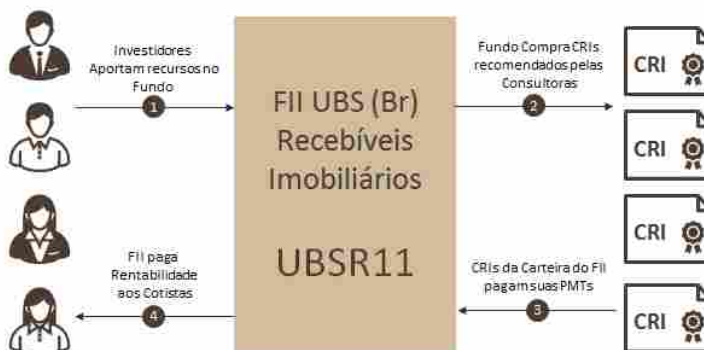 Investidores
Aportam recursos no
Fundo
1
FII UBS (Br)
Recebíveis
Imobiliários
UBSR11
Fundo Compra CRIs
recomendados pelas
Consultoras
2
CRI
CRI
CRI
CRI
CRIs da Carteira do FII
pagam suas PMTs
3
FII paga
Rentabilidade
aos Cotistas
4